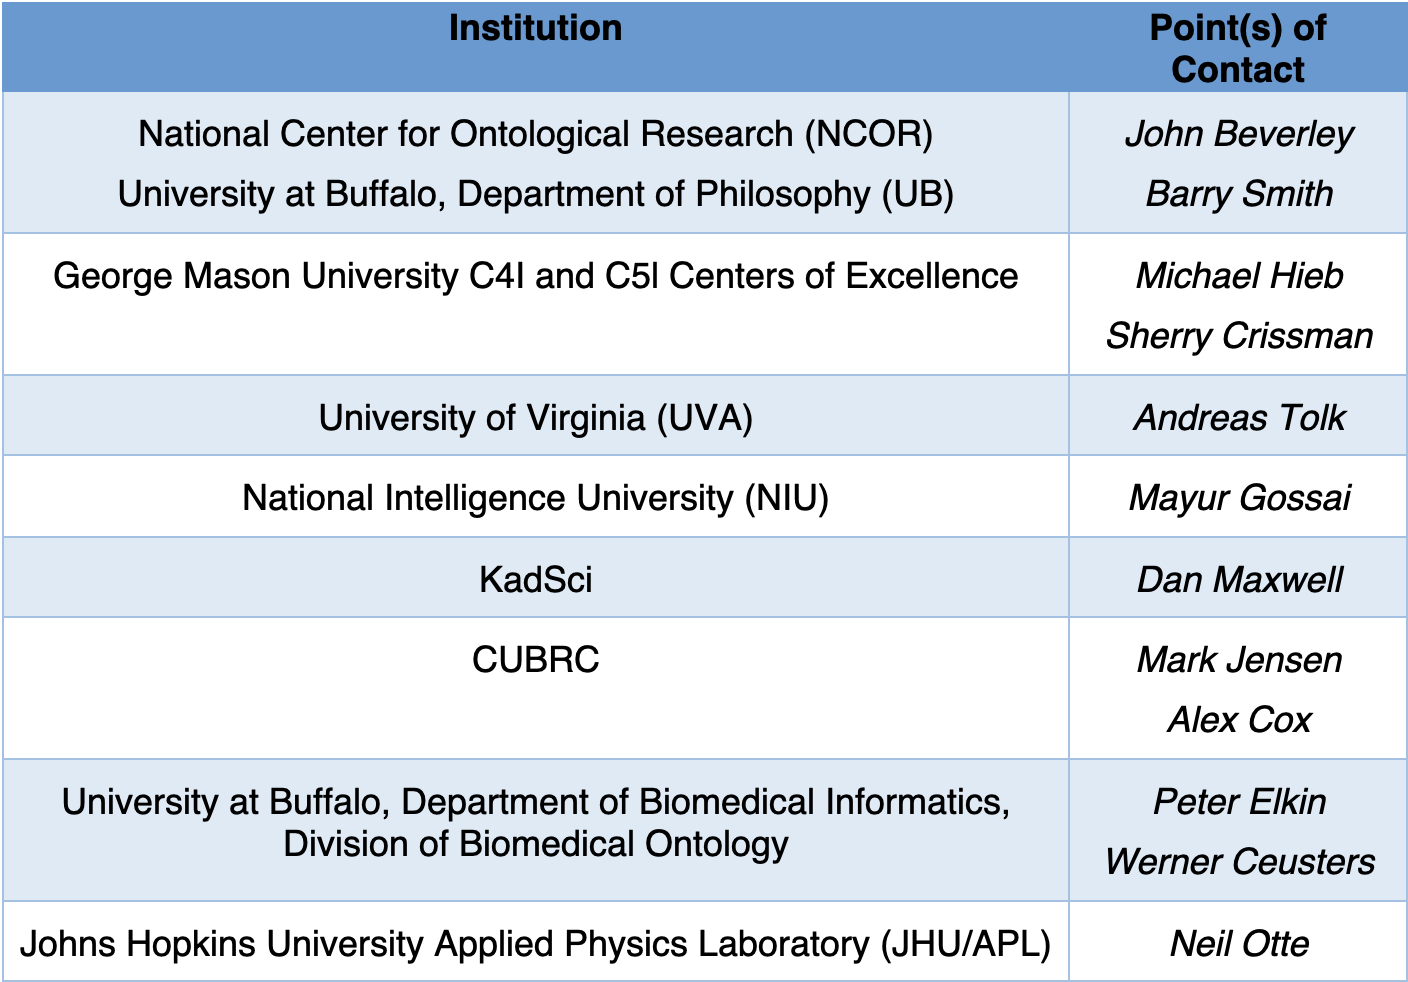 Institution
Point(s) of
Contact
National Center for Ontological Research (NCOR)
John Beverley
University at Buffalo, Department of Philosophy (UB)
Barry Smith
George Mason University C4I and C5I Centers of Excellence
Michael Hieb
Sherry Crissman
University of Virginia (UVA)
Andreas Tolk
National Intelligence University (NIU)
Mayur Gossai
KadSci
Dan Maxwell
CUBRC
Mark Jensen
Alex Cox
University at Buffalo, Department of Biomedical Informatics,
Division of Biomedical Ontology
Peter Elkin
Werner Ceusters
Johns Hopkins University Applied Physics Laboratory (JHU/APL)
Neil Otte